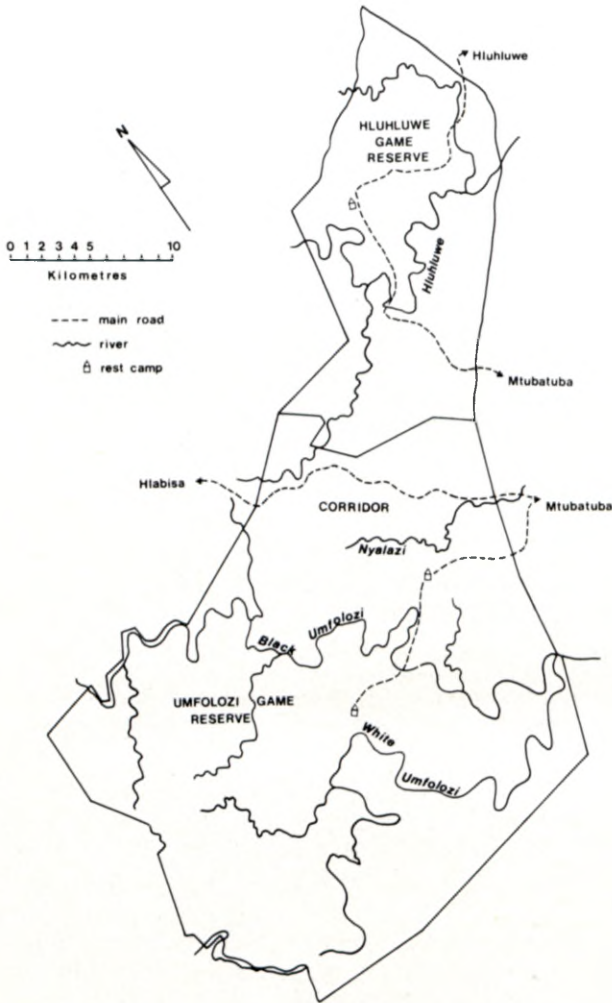 Hluhluwe
HLUHLUWE
GAME
RESERVE
N
0 1 2 3 4 5 10
Kilometres
main road
river
rest camp
Hluhluwe
Mtubatuba
Hlabisa
CORRIDOR
Mtubatuba
Nyalazi
Black Umfolozi
UMFOLOZI GAME
RESERVE
White Umfolozi